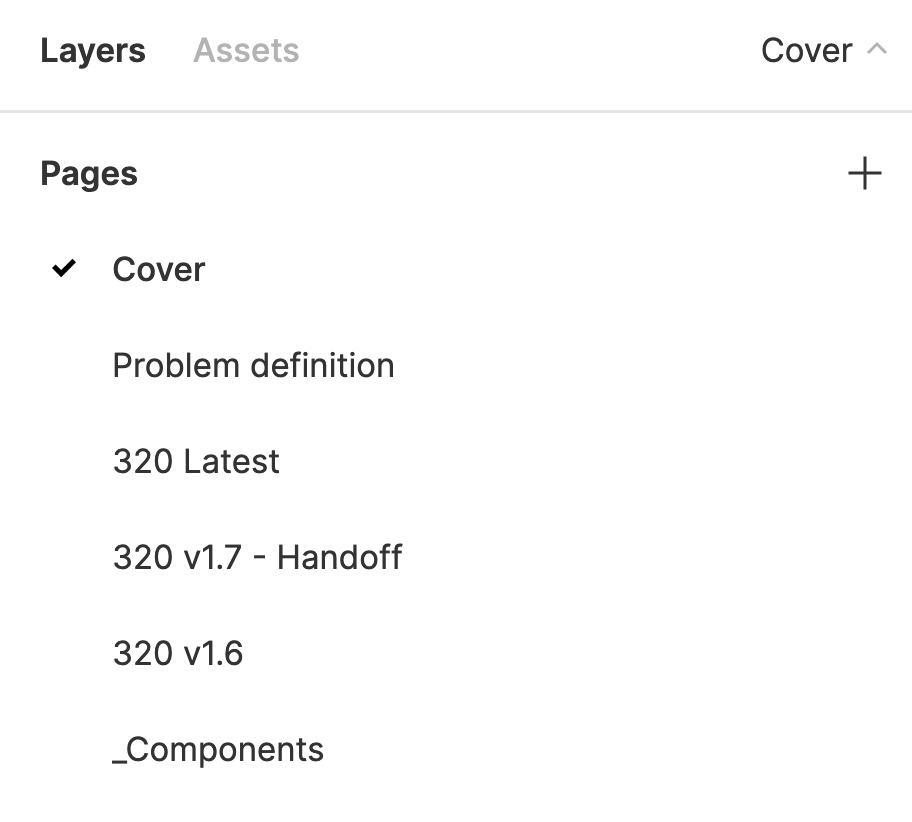 Layers Assets Cover
Pages
Cover
Problem definition
320 Latest
320 v1.7 - Handoff
320 v1.6
_Components